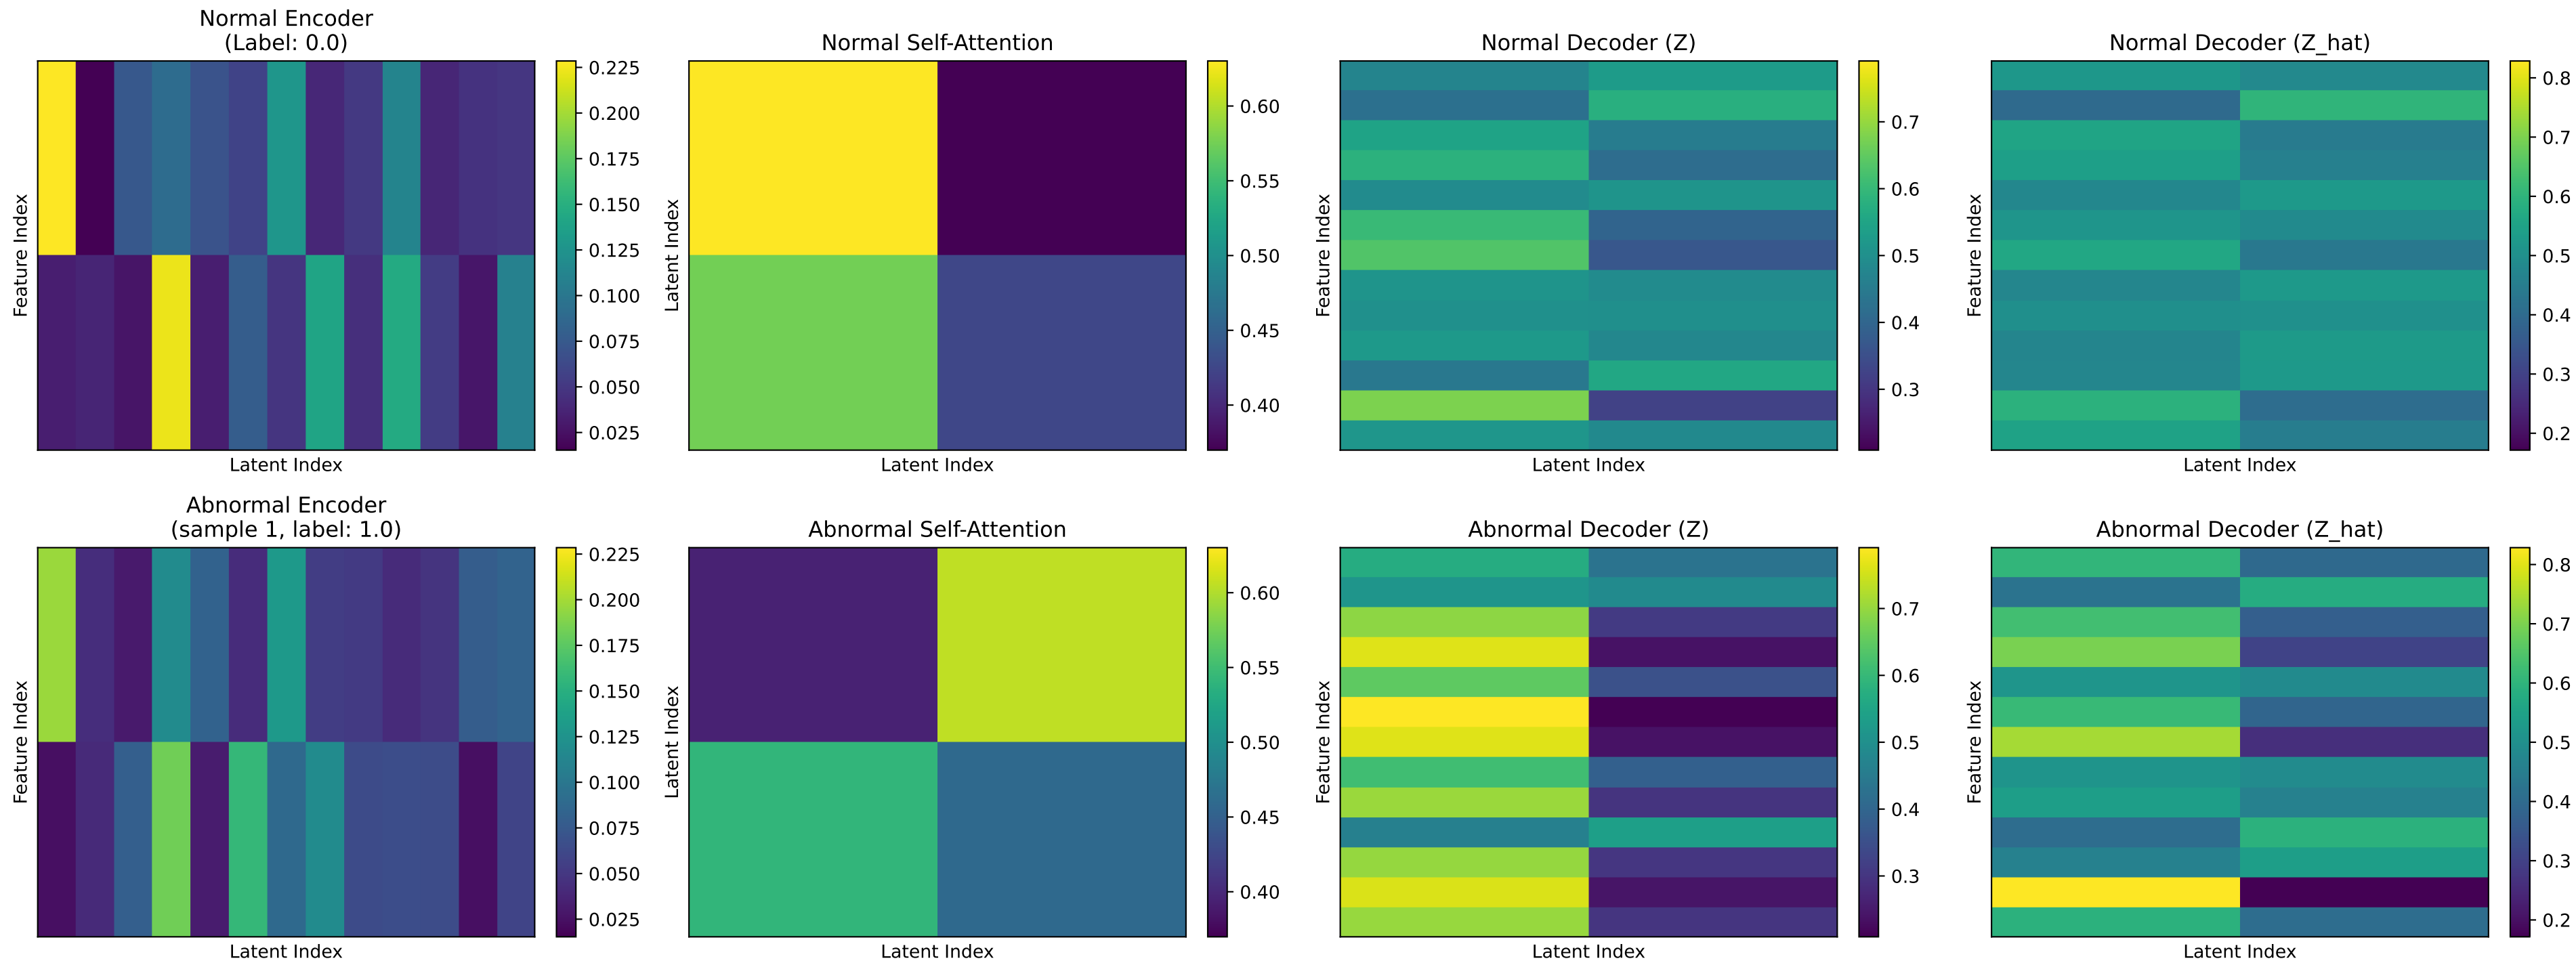 Normal Encoder
(Label: 0.0)
Feature Index
Latent Index
0.225
0.200
0.175
0.150
0.125
0.100
0.075
0.050
0.025
Normal Self-Attention
Latent Index
Latent Index
0.60
0.55
0.50
0.45
0.40
Normal Decoder (Z)
Feature Index
Latent Index
0.7
0.6
0.5
0.4
0.3
Normal Decoder (Z_hat)
Feature Index
Latent Index
0.8
0.7
0.6
0.5
0.4
0.3
0.2
Abnormal Encoder
(sample 1, label: 1.0)
Feature Index
Latent Index
0.225
0.200
0.175
0.150
0.125
0.100
0.075
0.050
0.025
Abnormal Self-Attention
Latent Index
Latent Index
0.60
0.55
0.50
0.45
0.40
Abnormal Decoder (Z)
Feature Index
Latent Index
0.7
0.6
0.5
0.4
0.3
Abnormal Decoder (Z_hat)
Feature Index
Latent Index
0.8
0.7
0.6
0.5
0.4
0.3
0.2